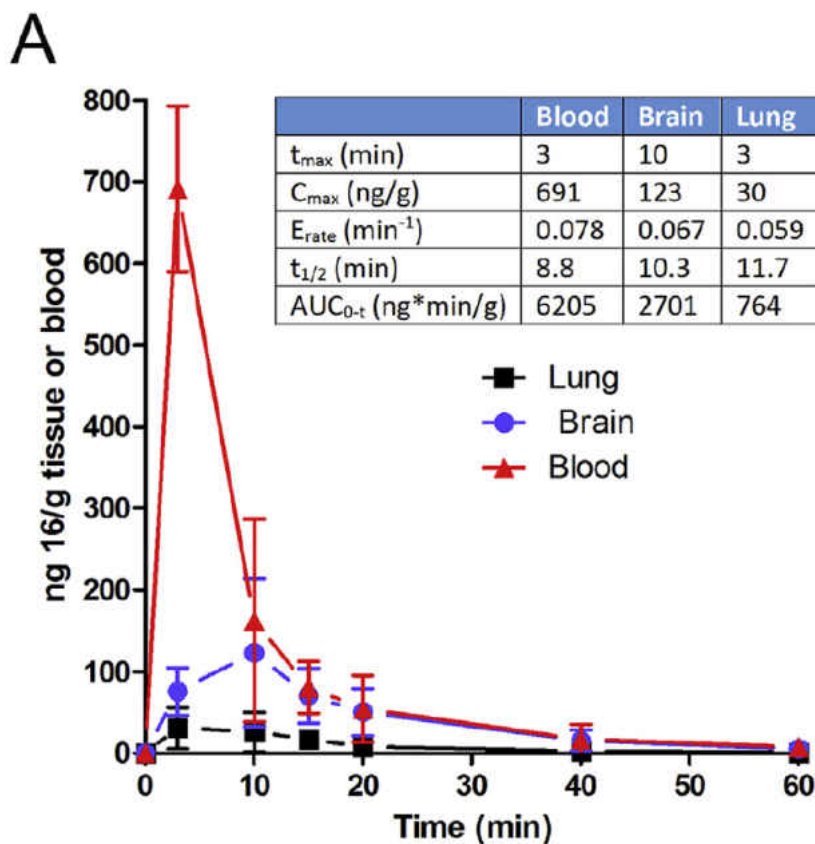 A
Blood Brain Lung
tmax (min) 3 10 3
Cmax (ng/g) 691 123 30
Erate (min-1) 0.078 0.067 0.059
t1/2 (min) 8.8 10.3 11.7
AUC0-t (ng*min/g) 6205 2701 764
Lung
Brain
Blood
ng 16/g tissue or blood
800
700
600
500
400
300
200
100
0
0 10 20 30 40 50 60
Time (min)